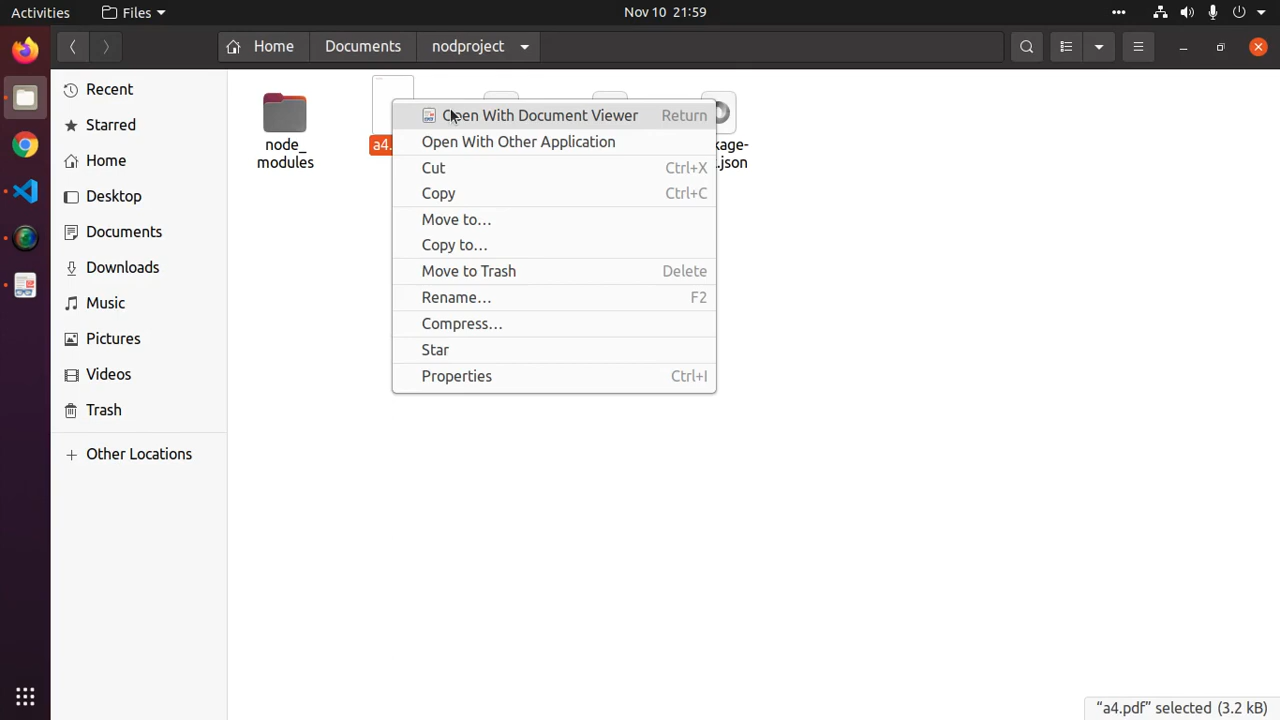 Activities
Files
Nov 10 21:59
Home
Documents
nodproject
Recent
Starred
Home
Desktop
Documents
Downloads
Music
Pictures
Videos
Trash
Other Locations
node_
modules
a4.
kage-
.json
Open With Document Viewer Return
Open With Other Application
Cut Ctrl+X
Copy Ctrl+C
Move to…
Copy to…
Move to Trash Delete
Rename… F2
Compress…
Star
Properties Ctrl+I
“a4.pdf” selected (3.2 kB)